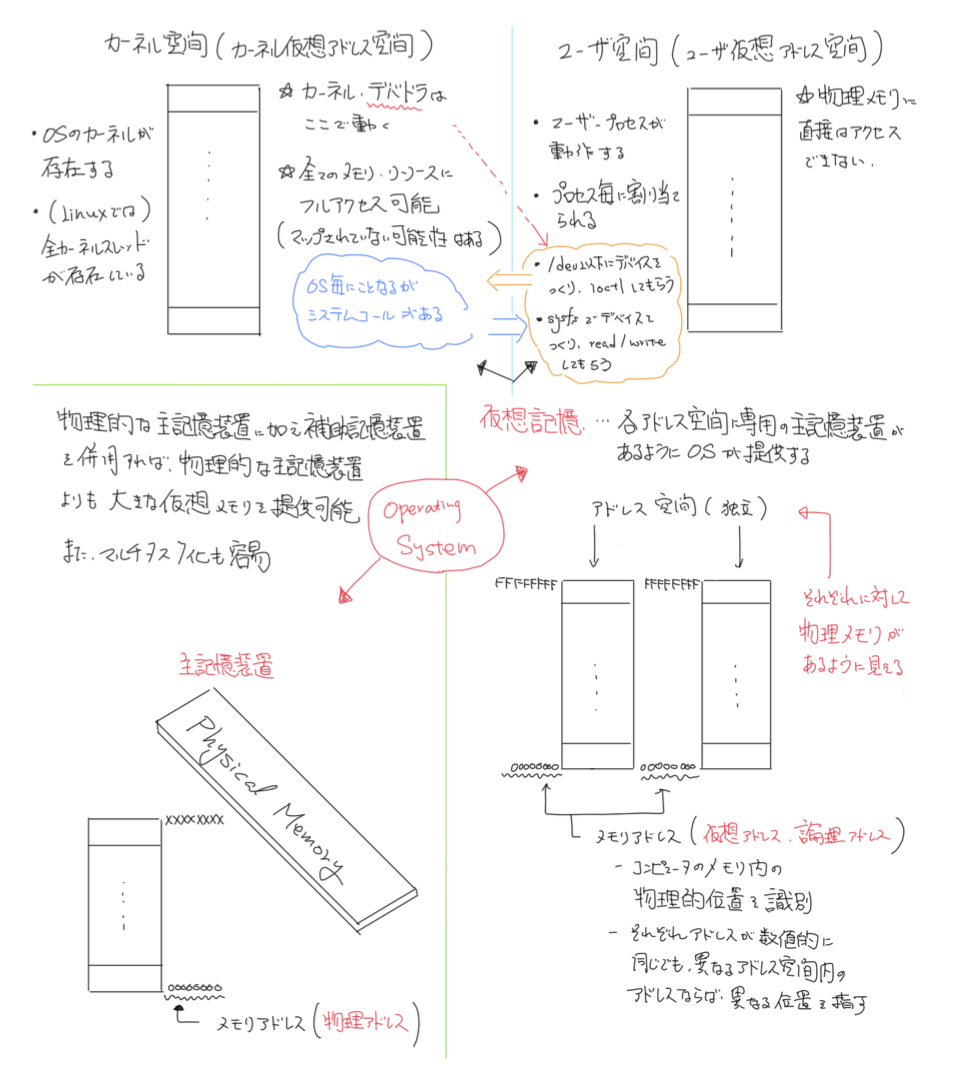 カーネル空間(カーネル仮想アドレス空間)
・OSのカーネルが
存在する
・(Linuxでは)
全カーネルスレッド
が存在している
☆ カーネル・デバドラは
ここで動く
☆ 全てのメモリ・リソースに
フルアクセス可能
(マップされていない可能性はある)
OS毎にことなるが
システムコールがある
ユーザ空間(ユーザ仮想アドレス空間)
・ユーザープロセスが
動作する
・プロセス毎に割り当て
られる
・/dev以下にデバイスを
つくり、ioctlしてもらう
・sysfsでデバイスを
つくり、read/write
してもらう
☆物理メモリに
直接はアクセス
できない.
物理的な主記憶装置に加え補助記憶装置
を併用すれば、物理的な主記憶装置
よりも大きな仮想メモリを提供可能
また、マルチタスク化も容易
Operating
System
仮想記憶 … 各アドレス空間に専用の主記憶装置が
あるようにOSが提供する
アドレス空間(独立)
FFFFFFFF
FFFFFFFF
それぞれに対して
物理メモリが
あるように見える
00000000
00000000
メモリアドレス(仮想アドレス、論理アドレス)
- コンピュータのメモリ内の
物理的位置を識別
- それぞれアドレスが数値的に
同じでも、異なるアドレス空間内の
アドレスならば、異なる位置を指す
主記憶装置
Physical Memory
XXXXXXXX
00000000
メモリアドレス(物理アドレス)